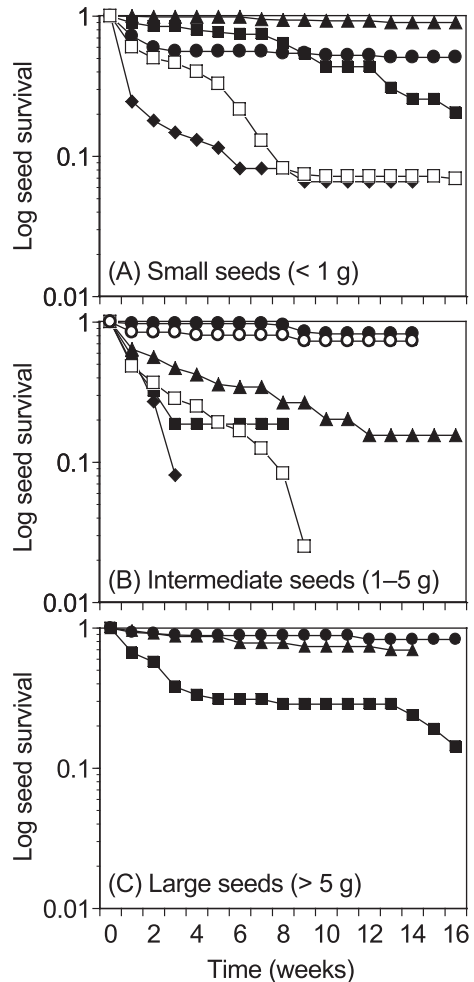 1
Log seed survival
0.1
(A) Small seeds (< 1 g)
0.01
1
Log seed survival
0.1
(B) Intermediate seeds (1–5 g)
0.01
1
Log seed survival
0.1
(C) Large seeds (> 5 g)
0.01
0 2 4 6 8 10 12 14 16
Time (weeks)